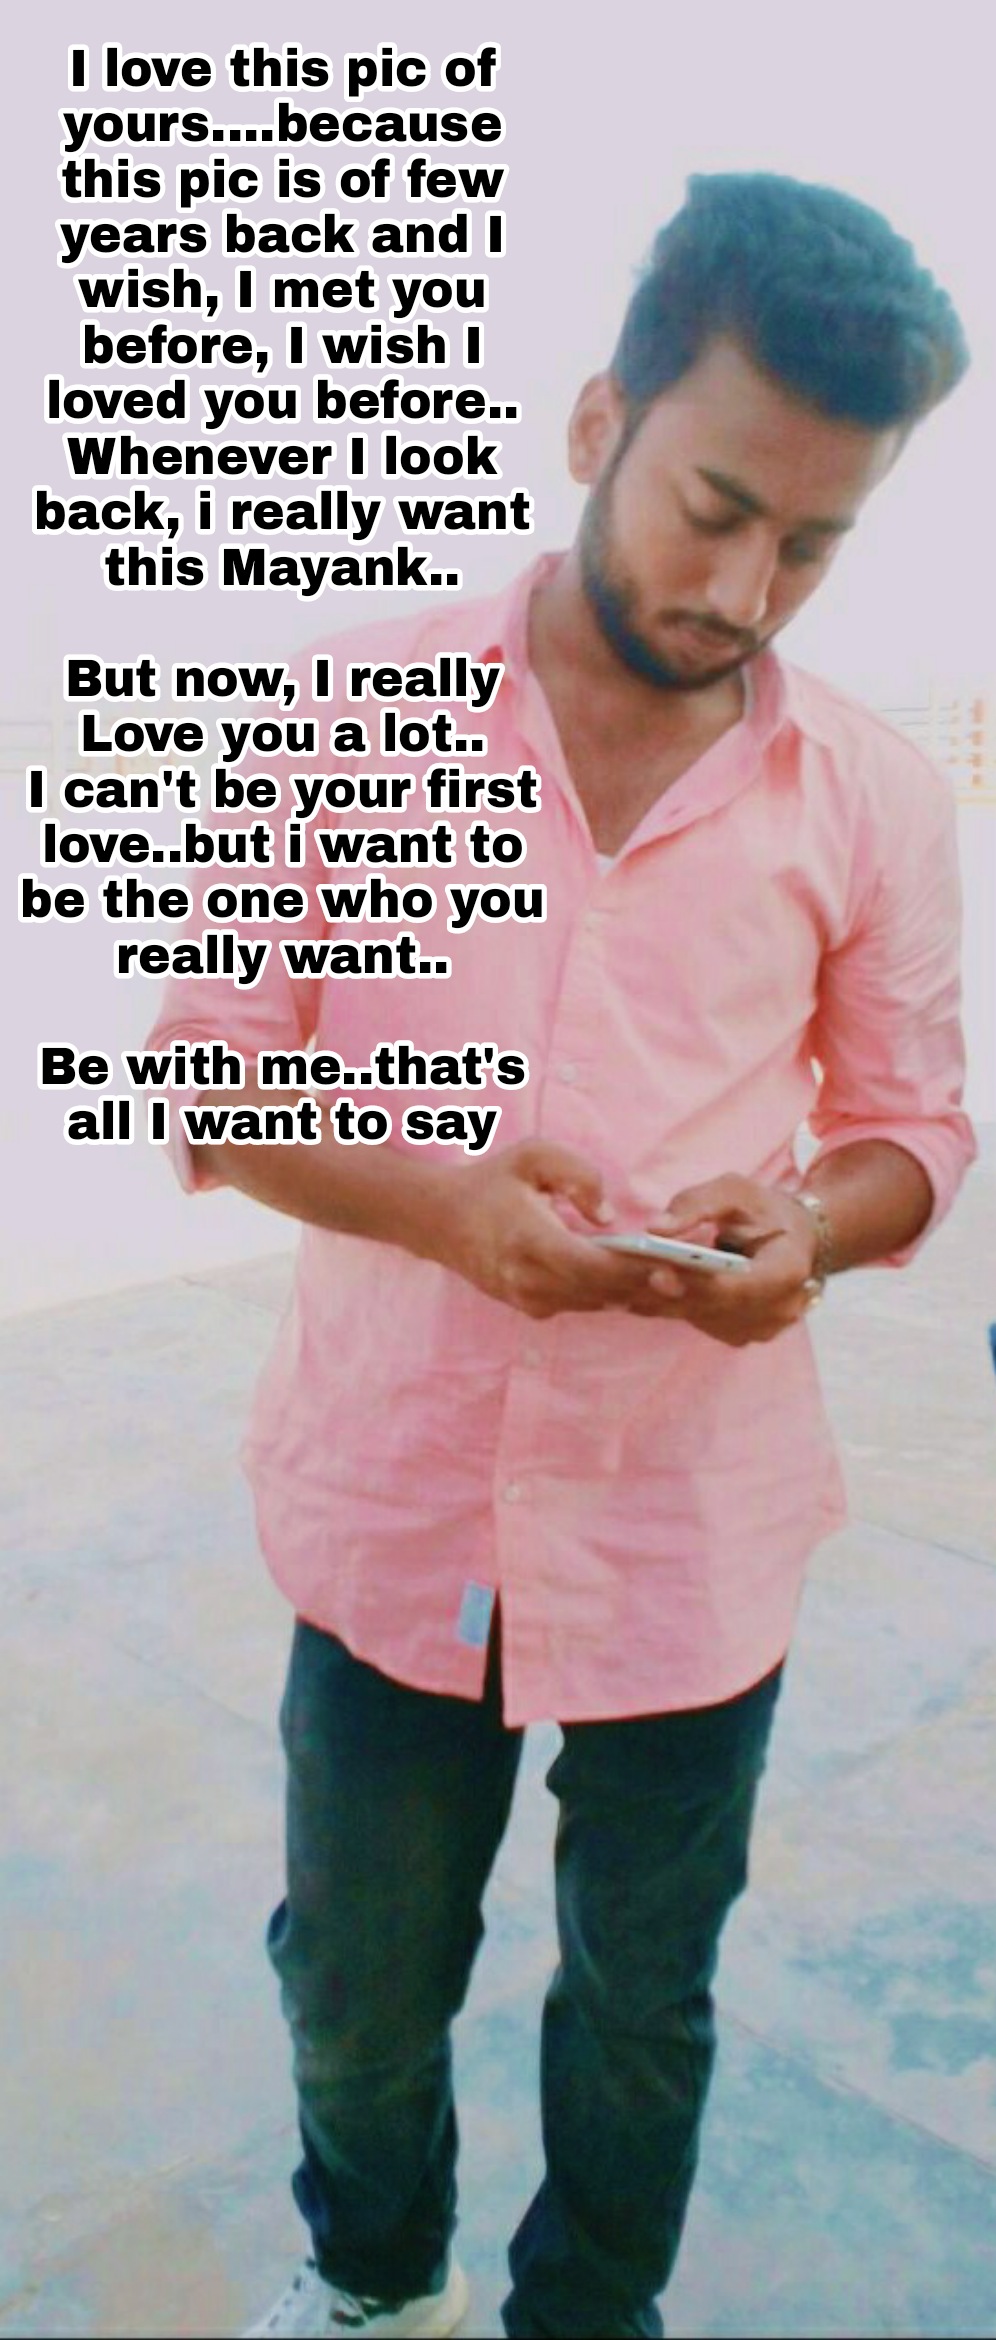 I love this pic of
yours....because
this pic is of few
years back and I
wish, I met you
before, I wish I
loved you before..
Whenever I look
back, i really want
this Mayank..
But now, I really
Love you a lot..
I can't be your first
love..but i want to
be the one who you
really want..
Be with me..that's
all I want to say